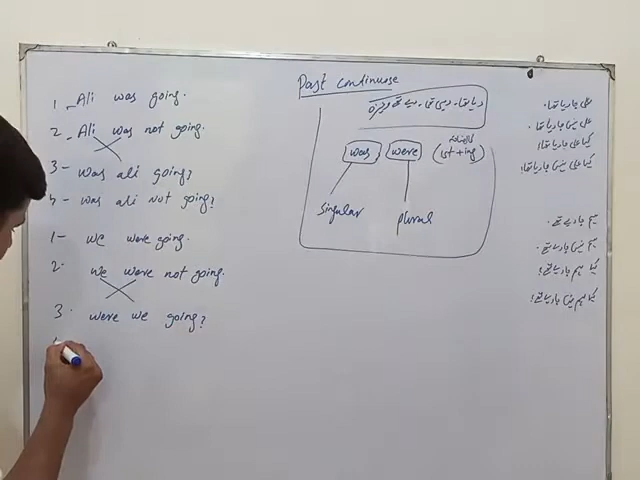 Past continuose
1_ Ali was going.
2_ Ali was not going.
3- was ali going?
4- was ali not going?
1- we were going.
2. we were not going.
3. were we going?
was were (1st + ing)
singular plural
علی جا رہا تھا۔
علی نہیں جا رہا تھا۔
کیا علی جا رہا تھا؟
کیا علی نہیں جا رہا تھا؟
ہم جا رہے تھے۔
ہم نہیں جا رہے تھے۔
کیا ہم جا رہے تھے؟
کیا ہم نہیں جا رہے تھے؟